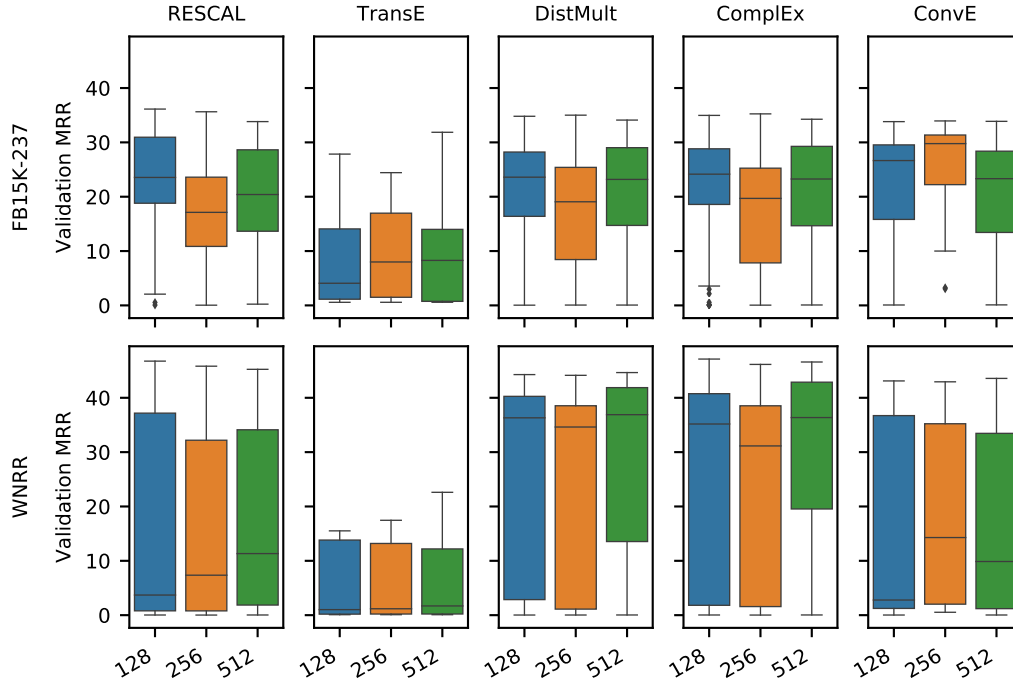 RESCAL TransE DistMult ComplEx ConvE
FB15K-237
Validation MRR
40
30
20
10
0
WNRR
Validation MRR
40
30
20
10
0
128 256 512 128 256 512 128 256 512 128 256 512 128 256 512